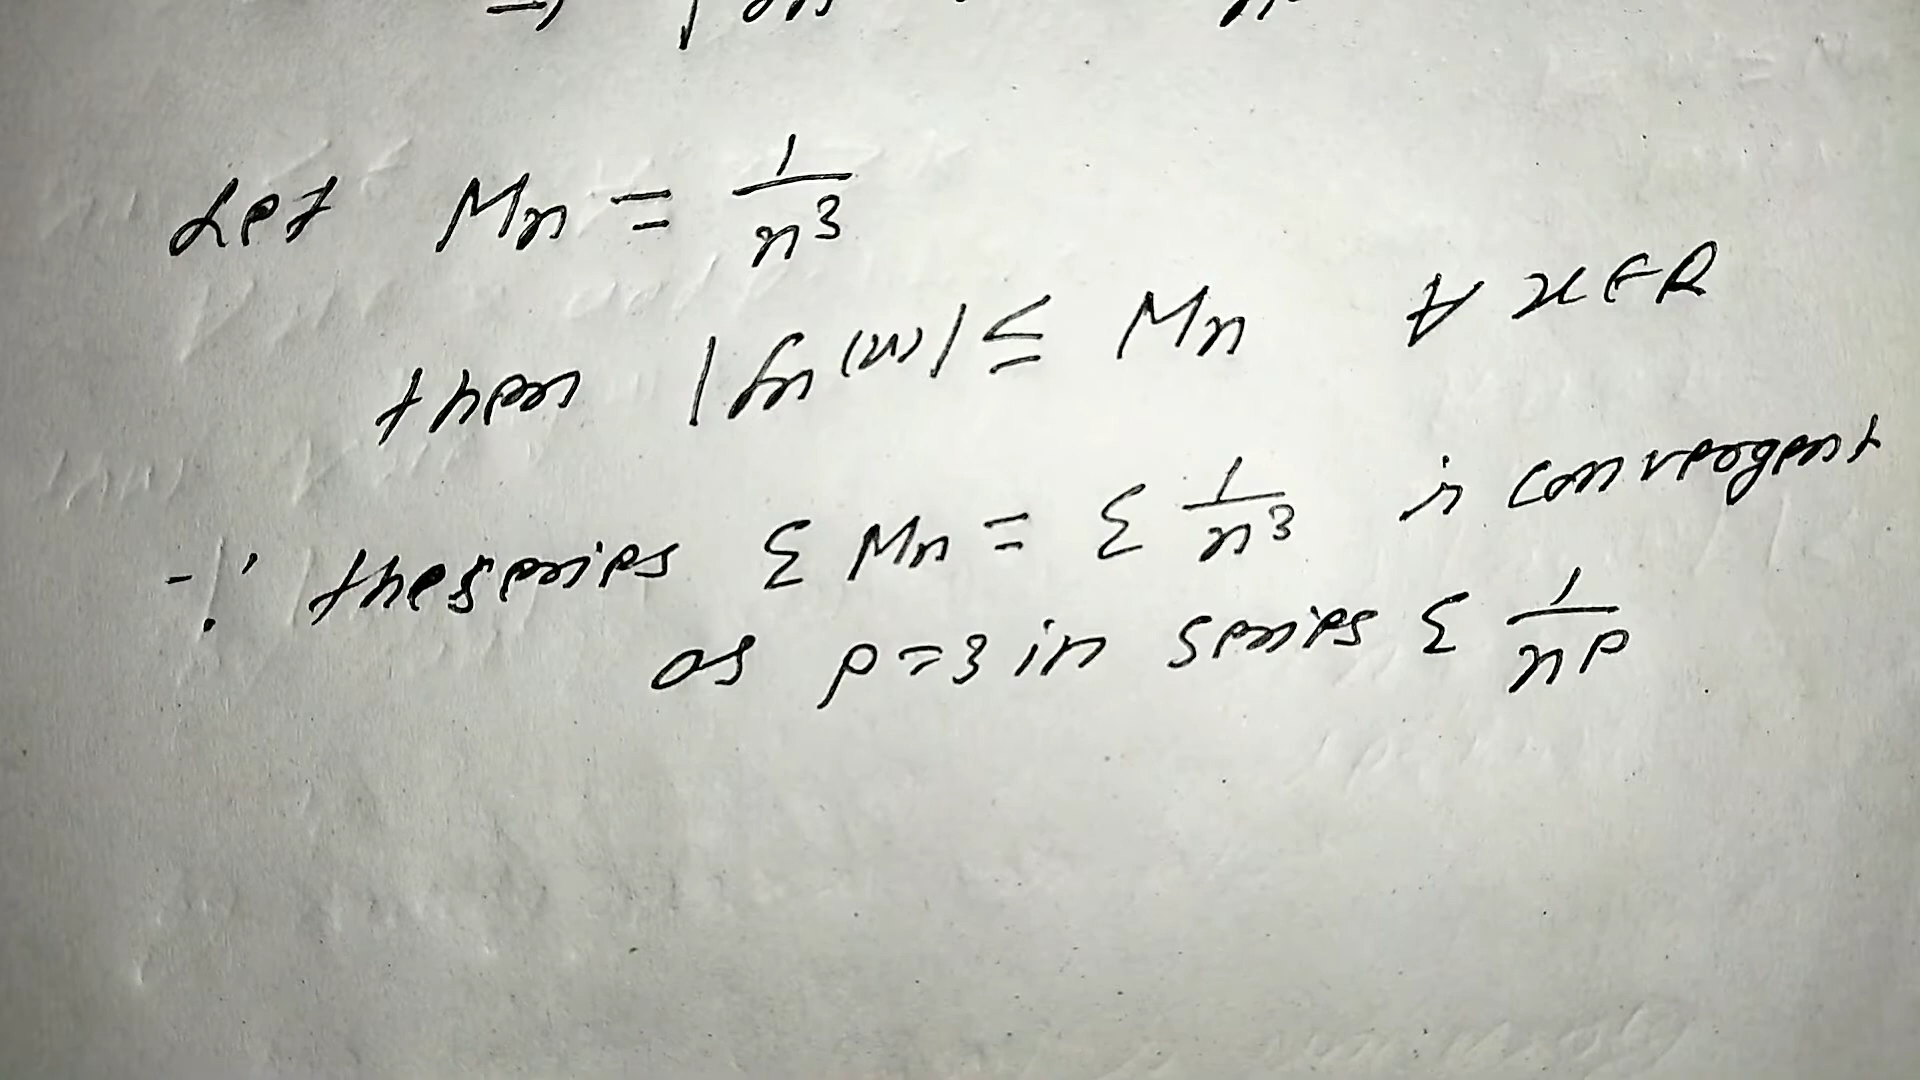 Let Mn = 1/n³
then |fn(x)| ≤ Mn ∀ x∈R
∵ the series Σ Mn = Σ 1/n³ is convergent
as p=3 in series Σ 1/nᵖ